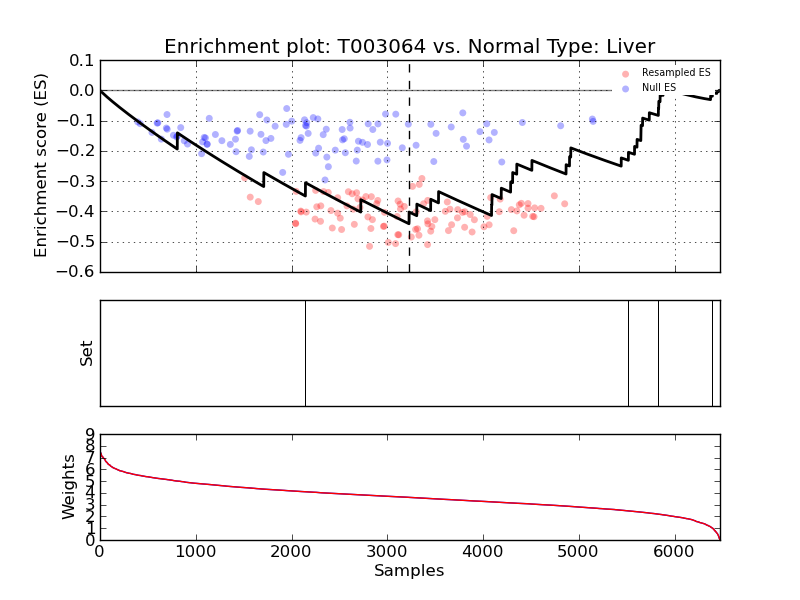 Enrichment plot: T003064 vs. Normal Type: Liver
Enrichment score (ES)
0.1
0.0
−0.1
−0.2
−0.3
−0.4
−0.5
−0.6
Resampled ES
Null ES
Set
Weights
9
8
7
6
5
4
3
2
1
0
0 1000 2000 3000 4000 5000 6000
Samples